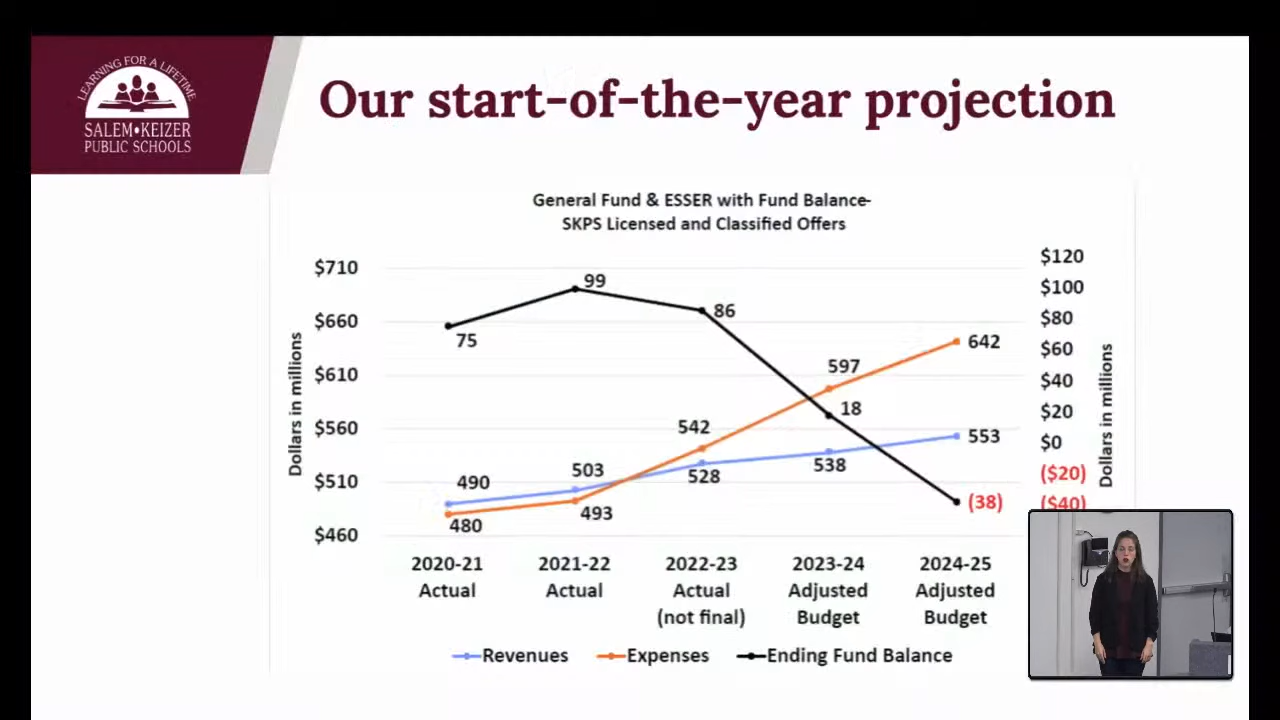 LEARNING FOR A LIFETIME
SALEM•KEIZER
PUBLIC SCHOOLS
Our start-of-the-year projection
General Fund & ESSER with Fund Balance-
SKPS Licensed and Classified Offers
$710
$660
$610
$560
$510
$460
Dollars in millions
75
99
86
18
(38)
480
493
542
597
642
490
503
528
538
553
$120
$100
$80
$60
$40
$20
$0
($20)
($40)
Dollars in millions
2020-21
Actual
2021-22
Actual
2022-23
Actual
(not final)
2023-24
Adjusted
Budget
2024-25
Adjusted
Budget
Revenues
Expenses
Ending Fund Balance